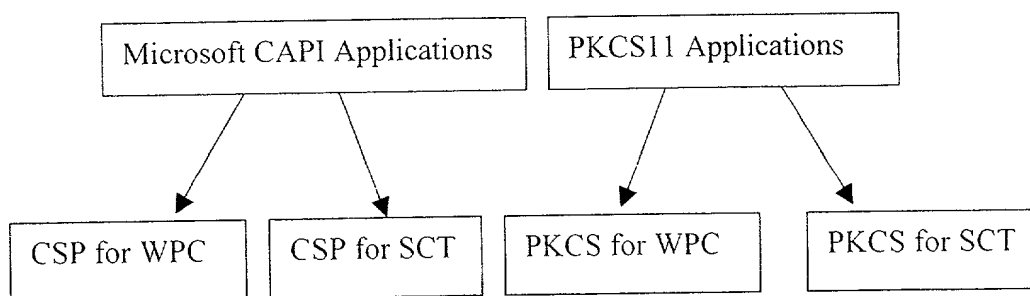 Microsoft CAPI Applications
PKCS11 Applications
CSP for WPC
CSP for SCT
PKCS for WPC
PKCS for SCT